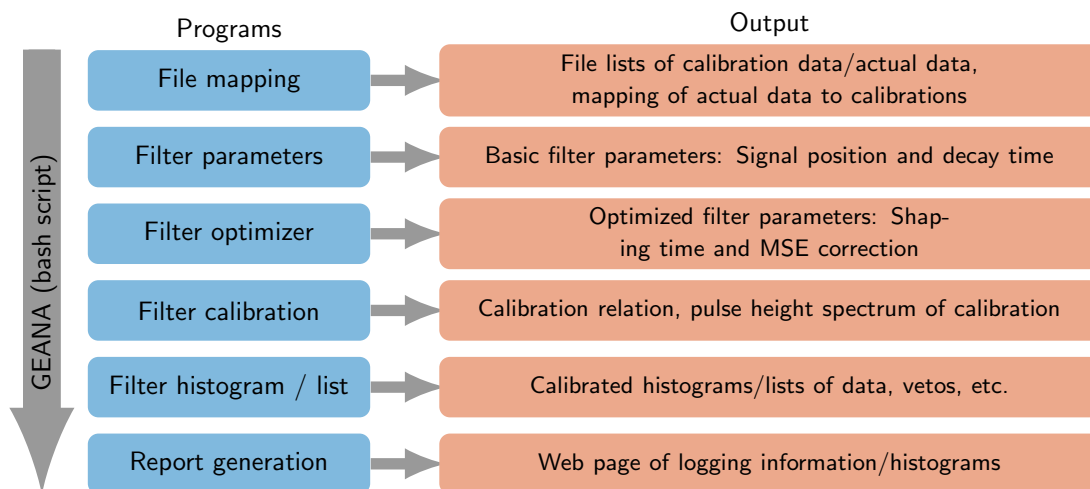 Programs
Output
GEANA (bash script)
File mapping
File lists of calibration data/actual data,
mapping of actual data to calibrations
Filter parameters
Basic filter parameters: Signal position and decay time
Filter optimizer
Optimized filter parameters: Shap-
ing time and MSE correction
Filter calibration
Calibration relation, pulse height spectrum of calibration
Filter histogram / list
Calibrated histograms/lists of data, vetos, etc.
Report generation
Web page of logging information/histograms